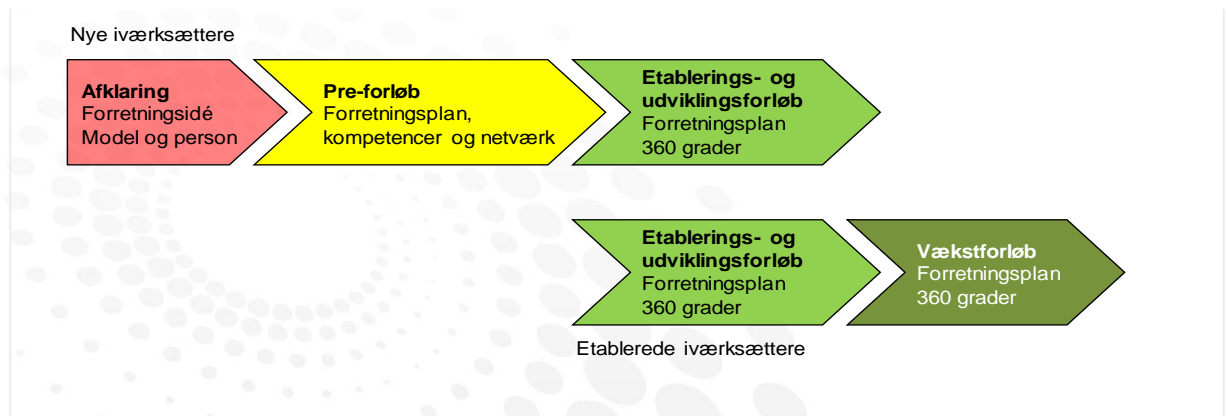 Nye iværksættere
Afklaring
Forretningsidé
Model og person
Pre-forløb
Forretningsplan,
kompetencer og netværk
Etablerings- og
udviklingsforløb
Forretningsplan
360 grader
Etablerings- og
udviklingsforløb
Forretningsplan
360 grader
Vækstforløb
Forretningsplan
360 grader
Etablerede iværksættere